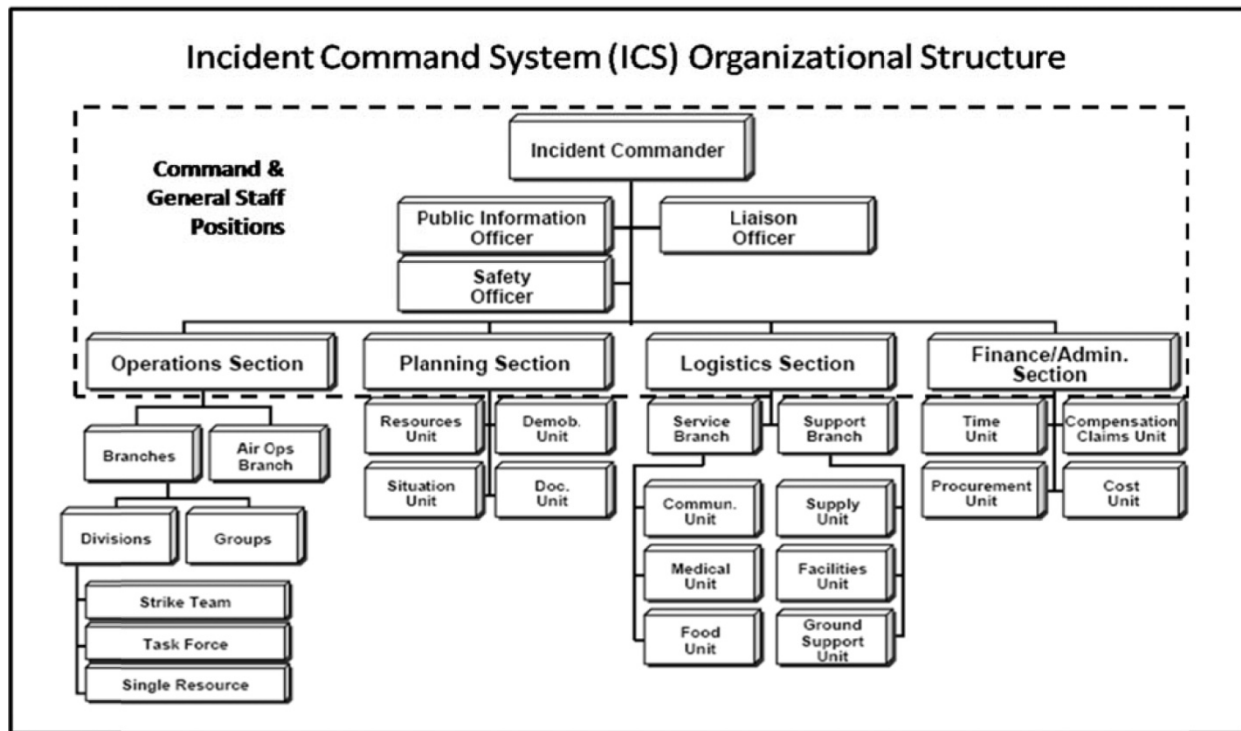 Incident Command System (ICS) Organizational Structure
Command &
General Staff
Positions
Incident Commander
Public Information
Officer
Liaison
Officer
Safety
Officer
Operations Section
Planning Section
Logistics Section
Finance/Admin.
Section
Branches
Air Ops
Branch
Divisions
Groups
Strike Team
Task Force
Single Resource
Resources
Unit
Demob.
Unit
Situation
Unit
Doc.
Unit
Service
Branch
Support
Branch
Commun.
Unit
Supply
Unit
Medical
Unit
Facilities
Unit
Food
Unit
Ground
Support
Unit
Time
Unit
Compensation
Claims Unit
Procurement
Unit
Cost
Unit